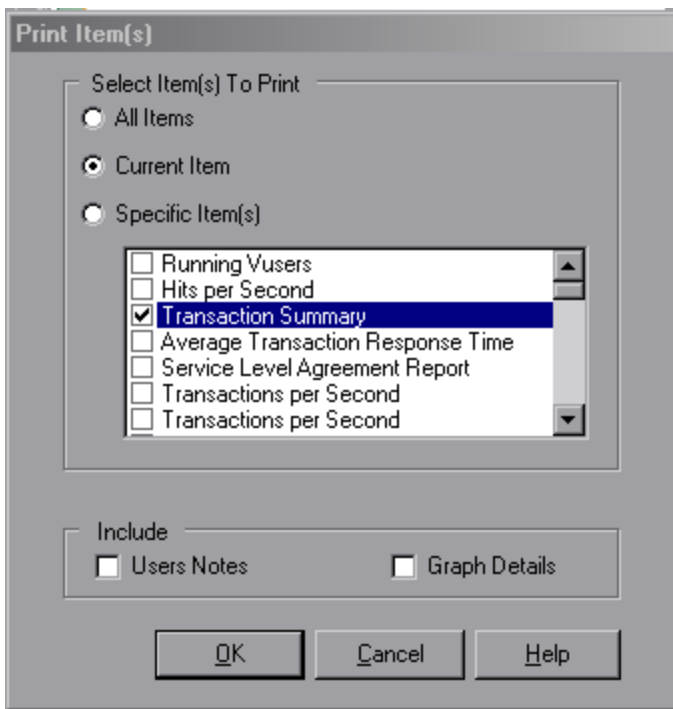 Print Item(s)
Select Item(s) To Print
All Items
Current Item
Specific Item(s)
Running Vusers
Hits per Second
Transaction Summary
Average Transaction Response Time
Service Level Agreement Report
Transactions per Second
Transactions per Second
Include
Users Notes Graph Details
OK Cancel Help